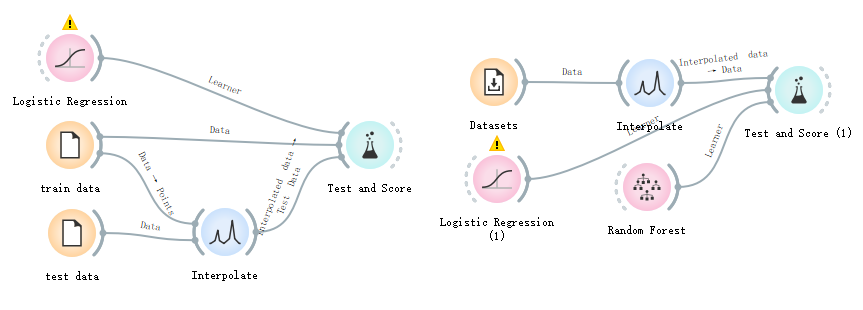 Logistic Regression
Learner
train data
Data
Data → Points
test data
Data
Interpolate
Interpolated data →
Test Data
Test and Score
Datasets
Data
Interpolate
Interpolated data
→ Data
Test and Score (1)
Logistic Regression
(1)
Learner
Random Forest
Learner